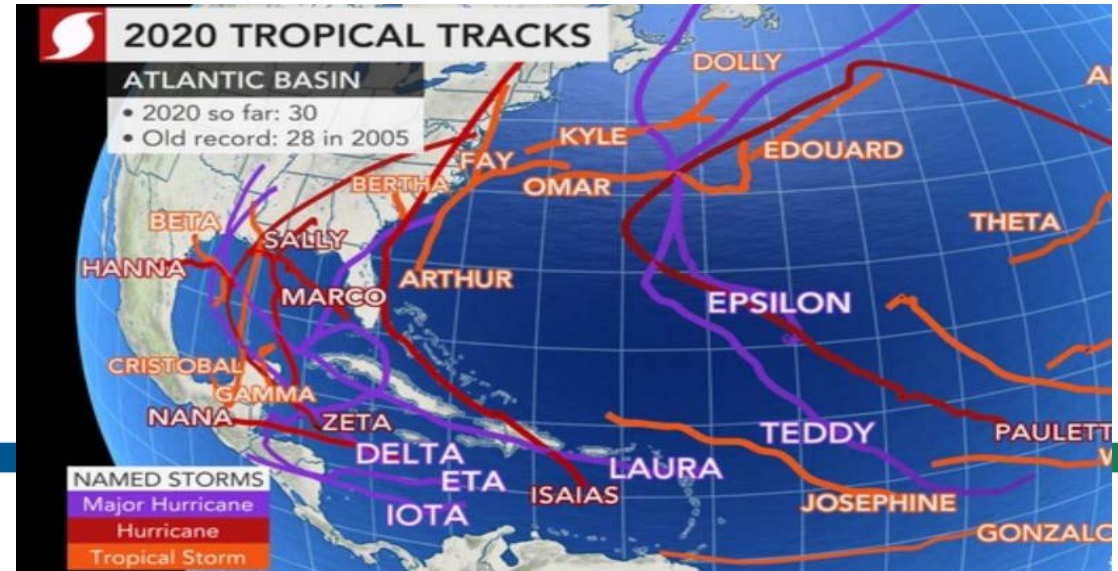 2020 TROPICAL TRACKS
ATLANTIC BASIN
• 2020 so far: 30
• Old record: 28 in 2005
DOLLY
KYLE
EDOUARD
FAY
OMAR
BERTHA
BETA
THETA
SALLY
HANNA
ARTHUR
MARCO
EPSILON
CRISTOBAL
GAMMA
NANA
ZETA
TEDDY
PAULETT
DELTA
LAURA
ETA
ISAIAS
JOSEPHINE
IOTA
GONZALO
NAMED STORMS
Major Hurricane
Hurricane
Tropical Storm